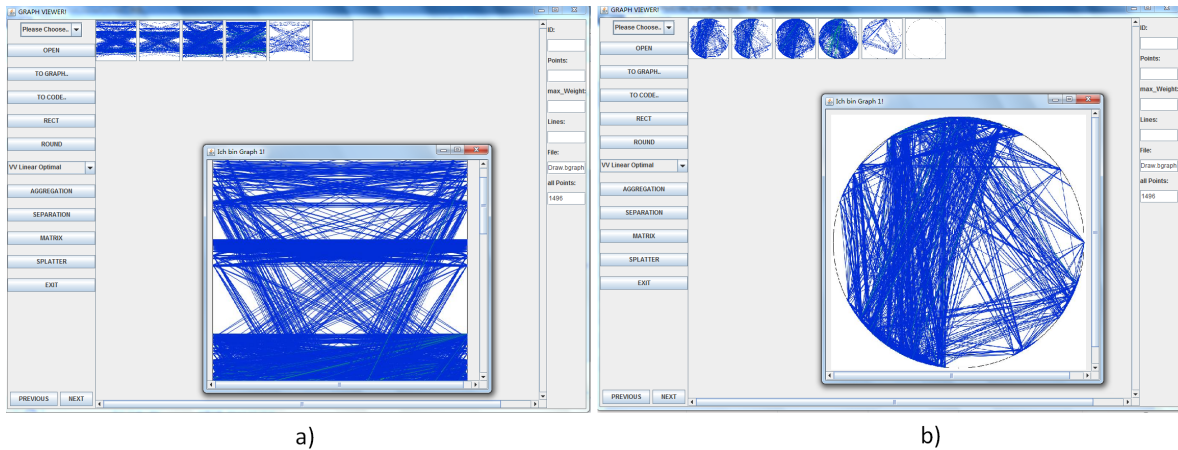 GRAPH VIEWER!
Please Choose..
OPEN
TO GRAPH..
TO CODE..
RECT
ROUND
VV Linear Optimal
AGGREGATION
SEPARATION
MATRIX
SPLATTER
EXIT
PREVIOUS NEXT
Ich bin Graph 1!
ID:
Points:
max_Weight:
Lines:
File:
Draw.bgraph
all Points:
1496
a)
GRAPH VIEWER!
Please Choose..
OPEN
TO GRAPH..
TO CODE..
RECT
ROUND
VV Linear Optimal
AGGREGATION
SEPARATION
MATRIX
SPLATTER
EXIT
PREVIOUS NEXT
Ich bin Graph 1!
ID:
Points:
max_Weight:
Lines:
File:
Draw.bgraph
all Points:
1496
b)